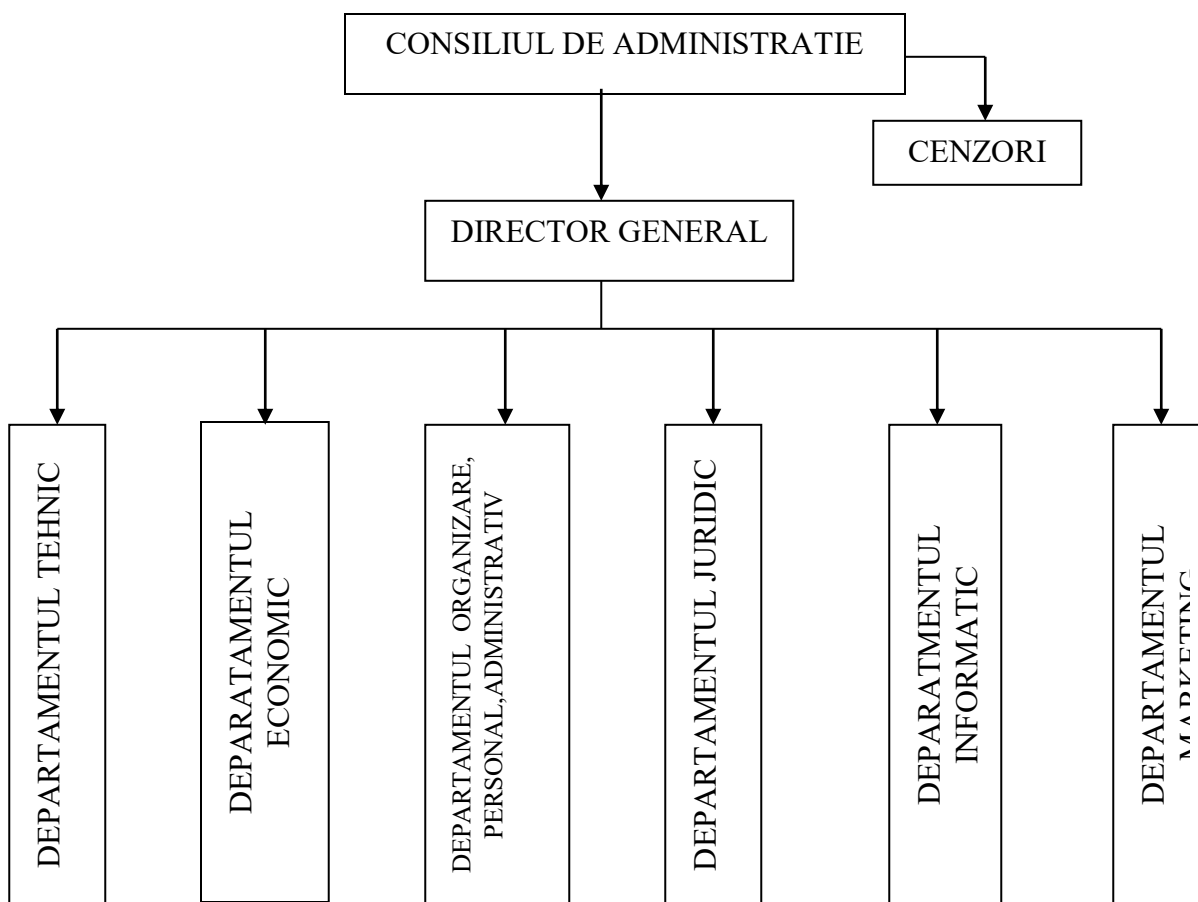 CONSILIUL DE ADMINISTRATIE
CENZORI
DIRECTOR GENERAL
DEPARTAMENTUL TEHNIC
DEPARATAMENTUL
ECONOMIC
DEPARTAMENTUL ORGANIZARE,
PERSONAL,ADMINISTRATIV
DEPARTAMENTUL JURIDIC
DEPARATMENTUL
INFORMATIC
DEPARTAMENTUL
MARKETING